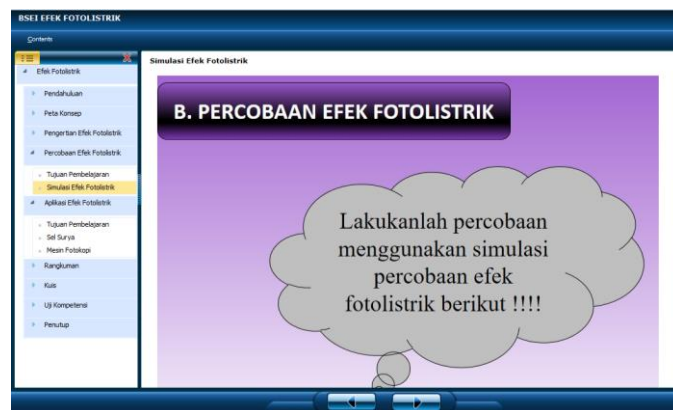 BSEI EFEK FOTOLISTRIK
Contents
Efek Fotolistrik
Pendahuluan
Peta Konsep
Pengertian Efek Fotolistrik
Percobaan Efek Fotolistrik
Tujuan Pembelajaran
Simulasi Efek Fotolistrik
Aplikasi Efek Fotolistrik
Tujuan Pembelajaran
Sel Surya
Mesin Fotokopi
Rangkuman
Kuis
Uji Kompetensi
Penutup
Simulasi Efek Fotolistrik
B. PERCOBAAN EFEK FOTOLISTRIK
Lakukanlah percobaan
menggunakan simulasi
percobaan efek
fotolistrik berikut !!!!